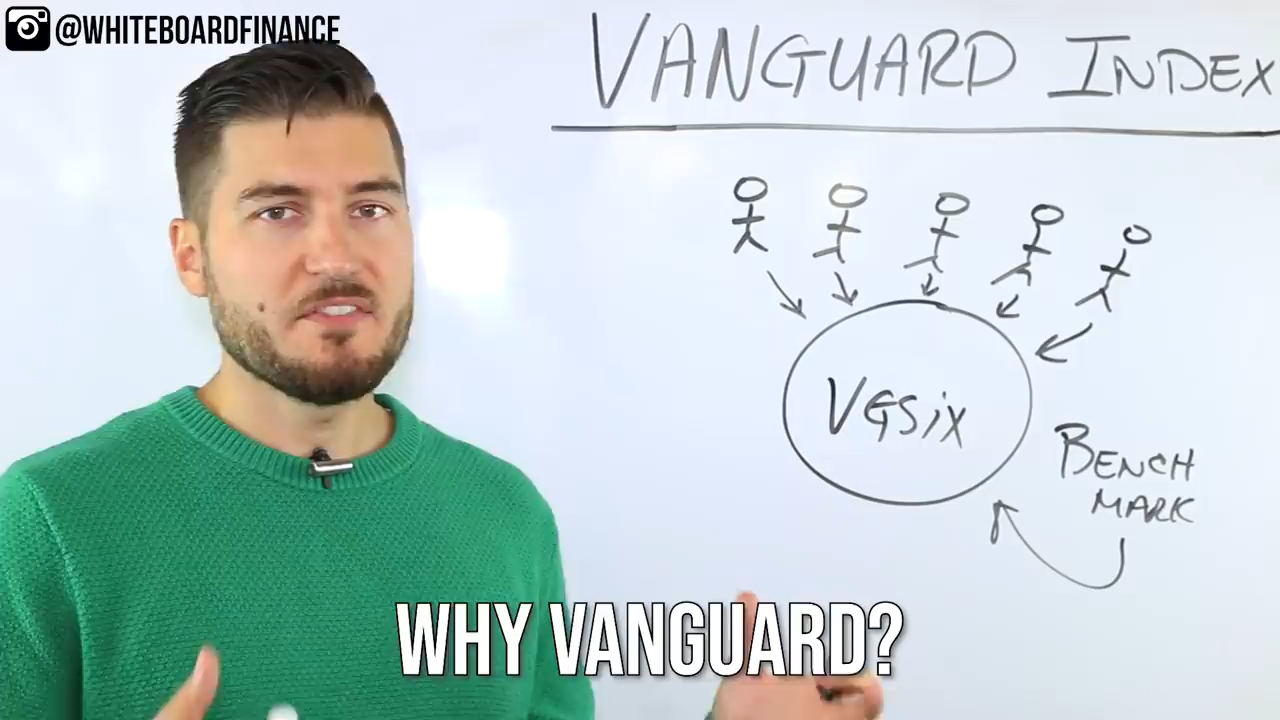 @WHITEBOARDFINANCE
VANGUARD INDEX
VGSix
BENCH
MARK
WHY VANGUARD?